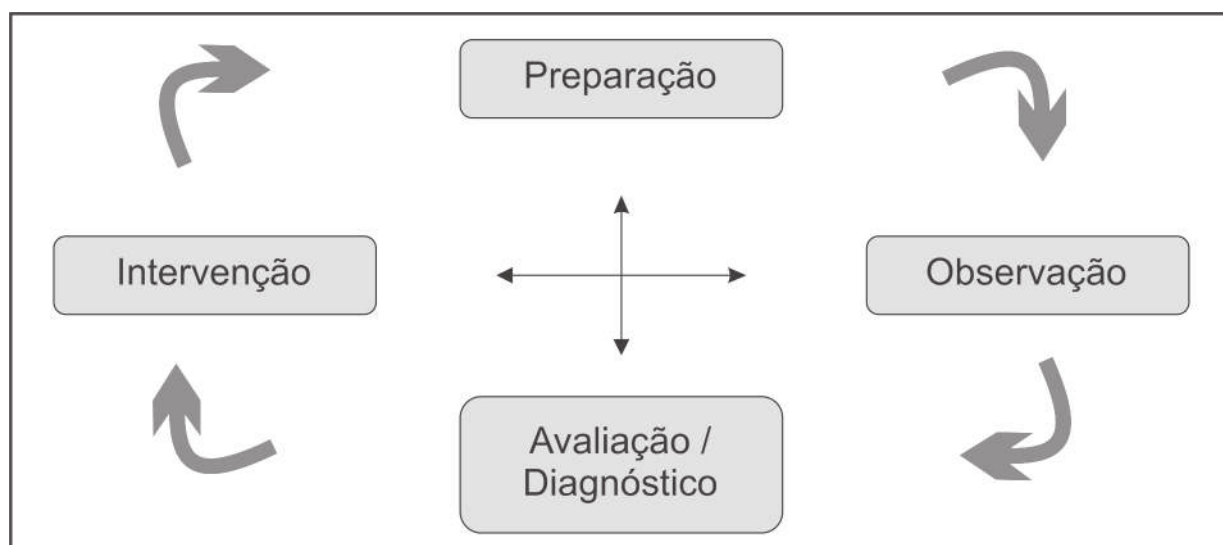 Preparação
Intervenção
Observação
Avaliação /
Diagnóstico